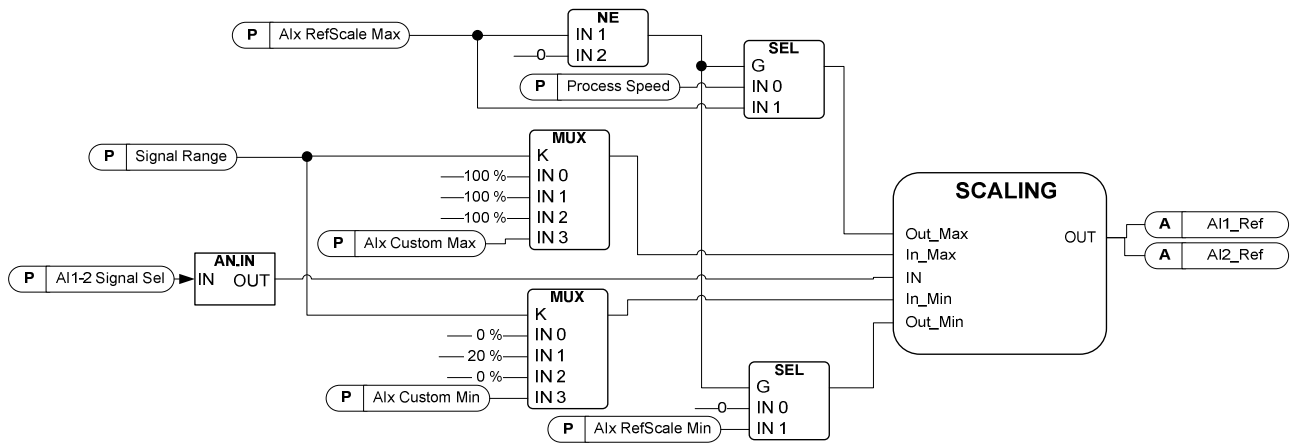 P AIx RefScale Max
NE
IN 1
0 IN 2
SEL
G
P Process Speed IN 0
IN 1
MUX
P Signal Range K
100 % IN 0
100 % IN 1
100 % IN 2
P AIx Custom Max IN 3
SCALING
Out_Max
In_Max
IN
In_Min
Out_Min
OUT
A AI1_Ref
A AI2_Ref
AN.IN
P AI1-2 Signal Sel IN OUT
MUX
K
0 % IN 0
20 % IN 1
0 % IN 2
P AIx Custom Min IN 3
SEL
G
0 IN 0
P AIx RefScale Min IN 1